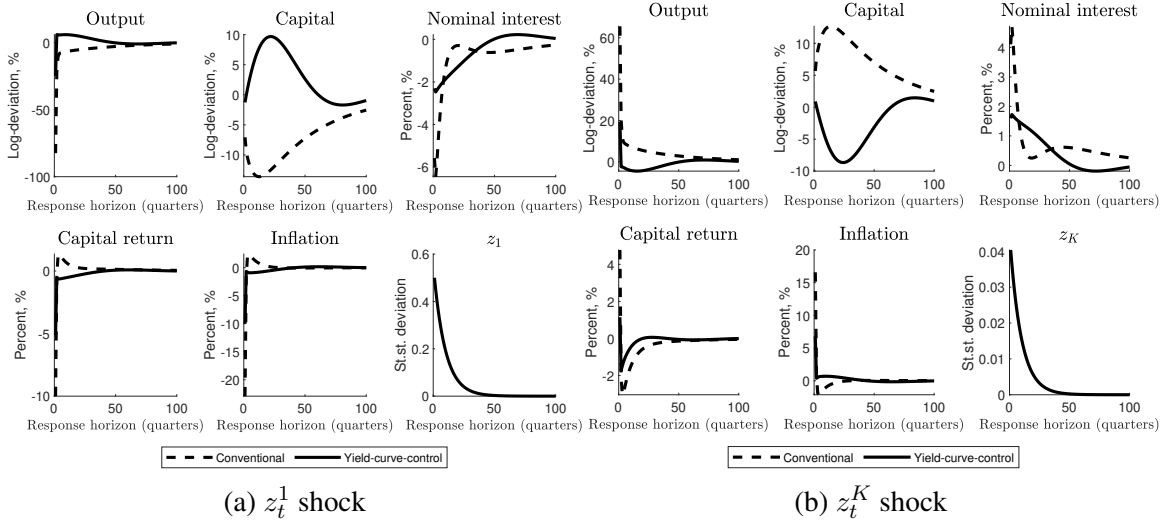 Output
Capital
Nominal interest
Log-deviation, %
0
-50
-100
0
50
100
Response horizon (quarters)
Log-deviation, %
10
5
0
-5
-10
0
50
100
Response horizon (quarters)
Percent, %
0
-2
-4
-6
0
50
100
Response horizon (quarters)
Capital return
Inflation
z₁
Percent, %
0
-5
-10
0
50
100
Response horizon (quarters)
Percent, %
0
-5
-10
-15
-20
0
50
100
Response horizon (quarters)
St.st. deviation
0.6
0.4
0.2
0
0
50
100
Response horizon (quarters)
Conventional Yield-curve-control
(a) z_t^1 shock
Output
Capital
Nominal interest
Log-deviation, %
60
40
20
0
0
50
100
Response horizon (quarters)
Log-deviation, %
10
5
0
-5
-10
0
50
100
Response horizon (quarters)
Percent, %
4
3
2
1
0
0
50
100
Response horizon (quarters)
Capital return
Inflation
z_K
Percent, %
4
2
0
-2
0
50
100
Response horizon (quarters)
Percent, %
20
15
10
5
0
0
50
100
Response horizon (quarters)
St.st. deviation
0.04
0.03
0.02
0.01
0
0
50
100
Response horizon (quarters)
Conventional Yield-curve-control
(b) z_t^K shock